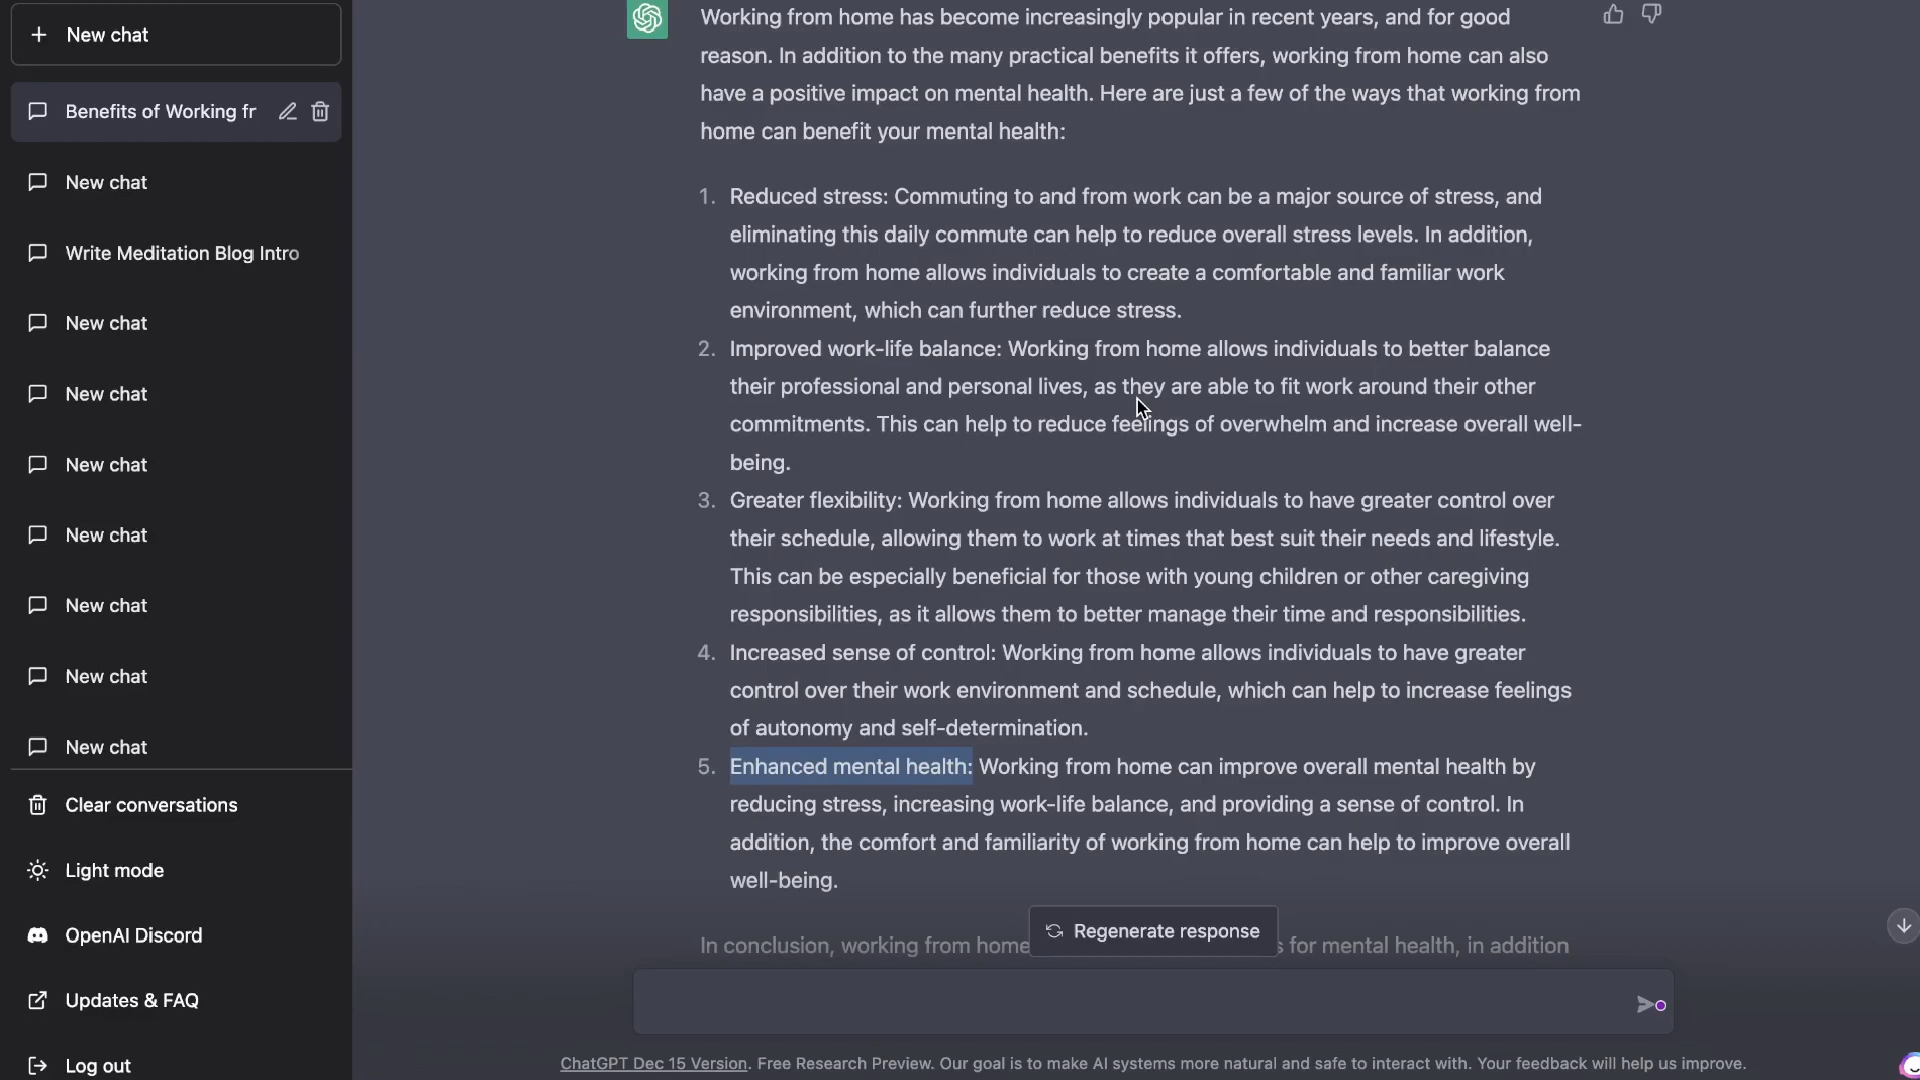 New chat
Benefits of Working fr
New chat
Write Meditation Blog Intro
New chat
New chat
New chat
New chat
New chat
New chat
New chat
Clear conversations
Light mode
OpenAI Discord
Updates & FAQ
Log out
Working from home has become increasingly popular in recent years, and for good
reason. In addition to the many practical benefits it offers, working from home can also
have a positive impact on mental health. Here are just a few of the ways that working from
home can benefit your mental health:
1. Reduced stress: Commuting to and from work can be a major source of stress, and
eliminating this daily commute can help to reduce overall stress levels. In addition,
working from home allows individuals to create a comfortable and familiar work
environment, which can further reduce stress.
2. Improved work-life balance: Working from home allows individuals to better balance
their professional and personal lives, as they are able to fit work around their other
commitments. This can help to reduce feelings of overwhelm and increase overall well-
being.
3. Greater flexibility: Working from home allows individuals to have greater control over
their schedule, allowing them to work at times that best suit their needs and lifestyle.
This can be especially beneficial for those with young children or other caregiving
responsibilities, as it allows them to better manage their time and responsibilities.
4. Increased sense of control: Working from home allows individuals to have greater
control over their work environment and schedule, which can help to increase feelings
of autonomy and self-determination.
5. Enhanced mental health: Working from home can improve overall mental health by
reducing stress, increasing work-life balance, and providing a sense of control. In
addition, the comfort and familiarity of working from home can help to improve overall
well-being.
In conclusion, working from home s for mental health, in addition
Regenerate response
ChatGPT Dec 15 Version. Free Research Preview. Our goal is to make AI systems more natural and safe to interact with. Your feedback will help us improve.